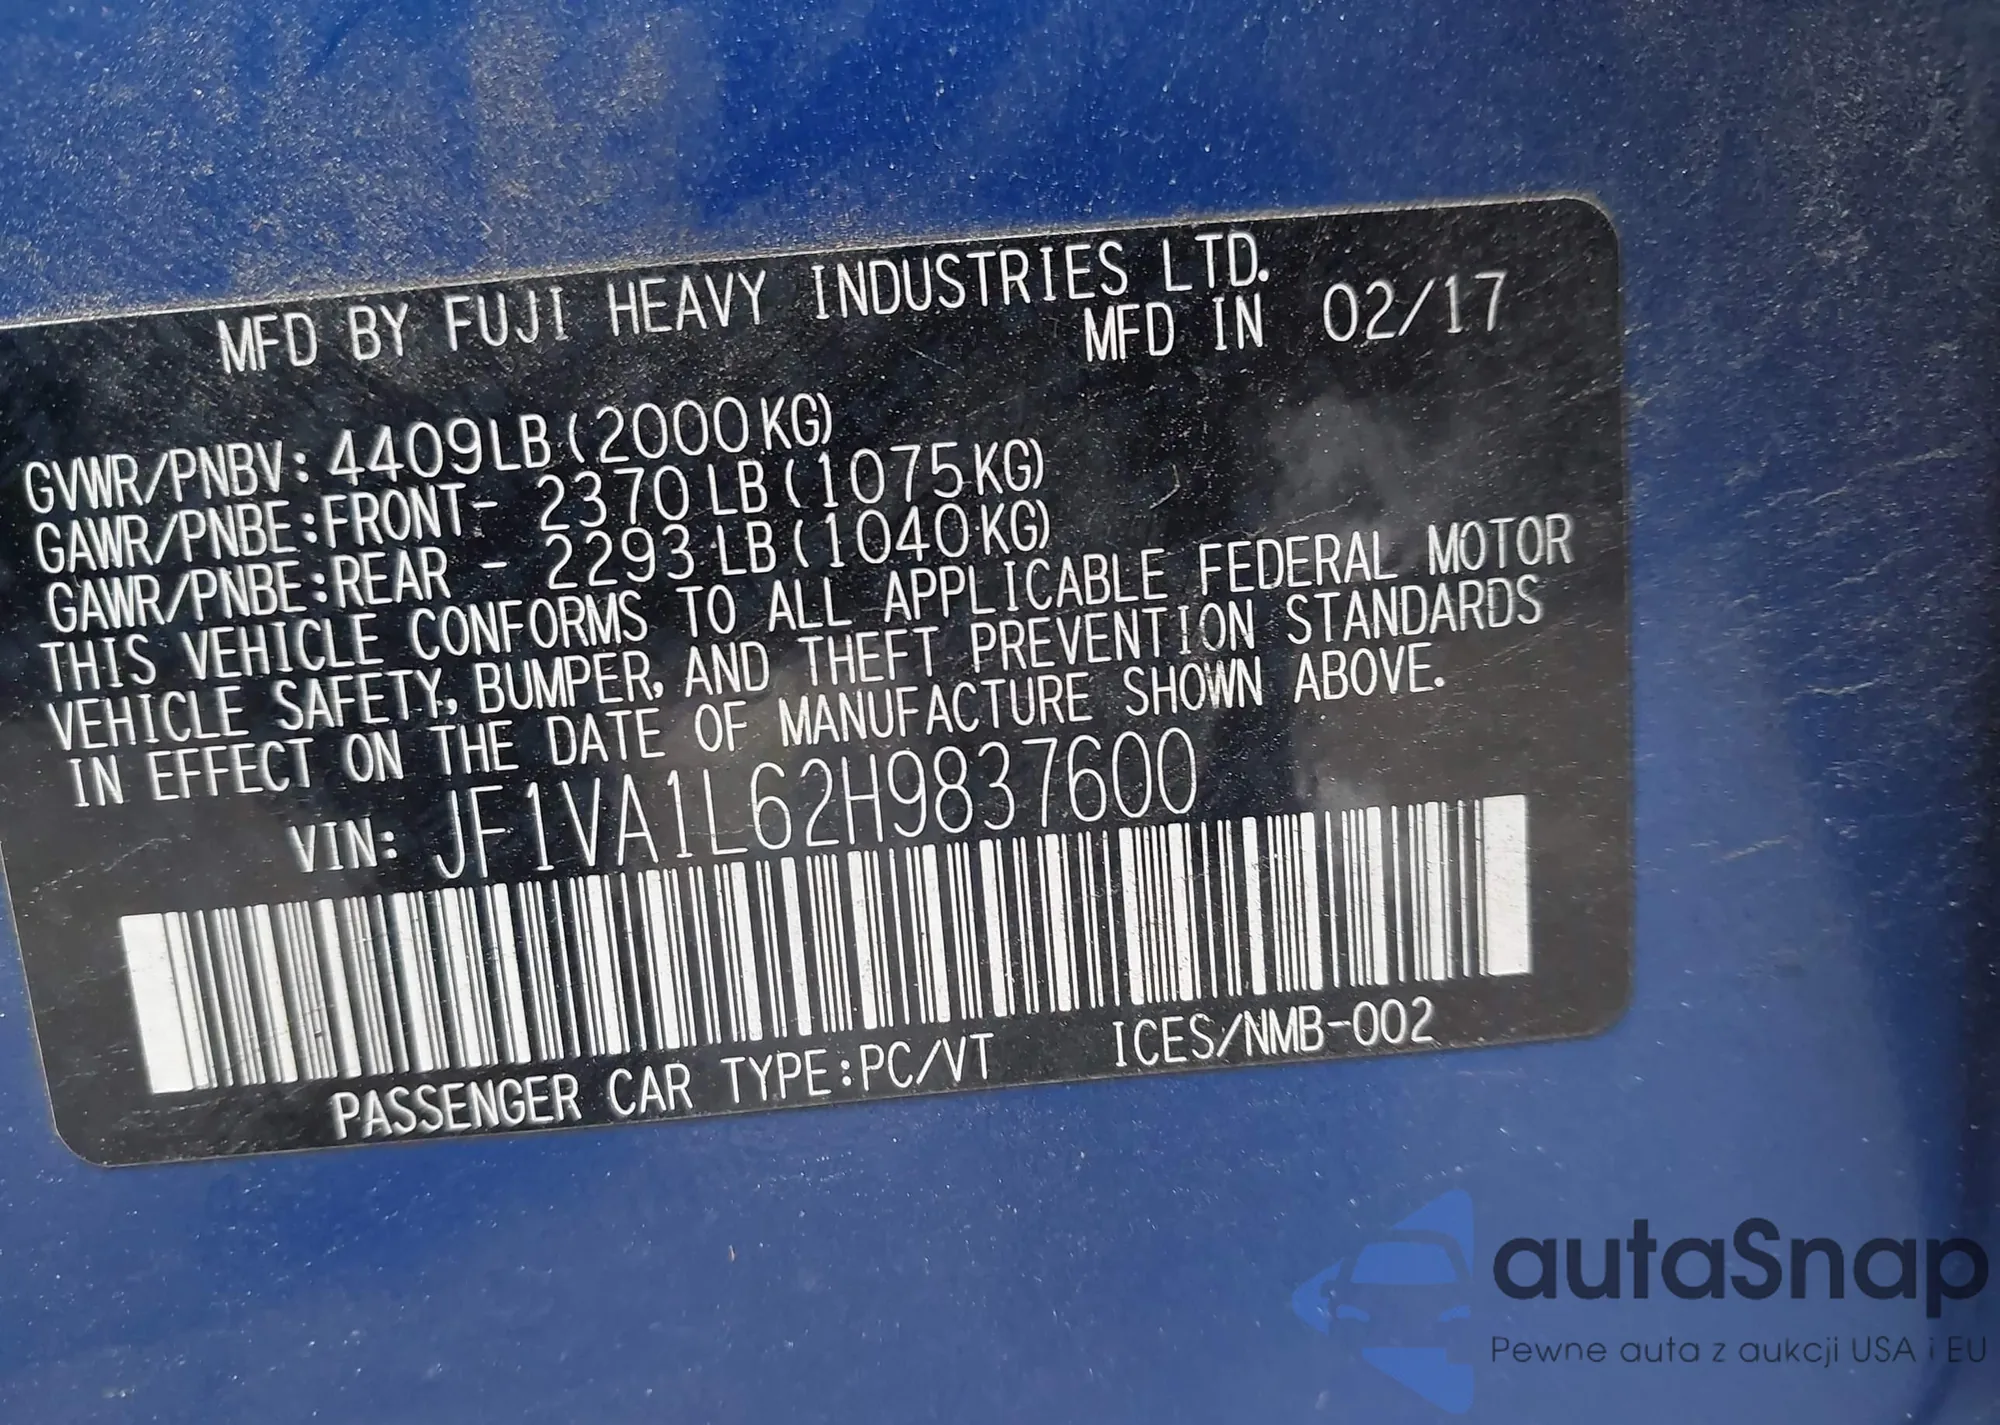 MFD BY FUJI HEAVY INDUSTRIES LTD.
MFD IN 02/17
GVWR/PNBV: 4409LB (2000KG)
GAWR/PNBE:FRONT- 2370LB (1075KG)
GAWR/PNBE:REAR - 2293LB (1040KG)
THIS VEHICLE CONFORMS TO ALL APPLICABLE FEDERAL MOTOR
VEHICLE SAFETY, BUMPER, AND THEFT PREVENTION STANDARDS
IN EFFECT ON THE DATE OF MANUFACTURE SHOWN ABOVE.
VIN: JF1VA1L62H9837600
PASSENGER CAR TYPE:PC/VT ICES/NMB-002
autaSnap
Pewne auta z aukcji USA i EU